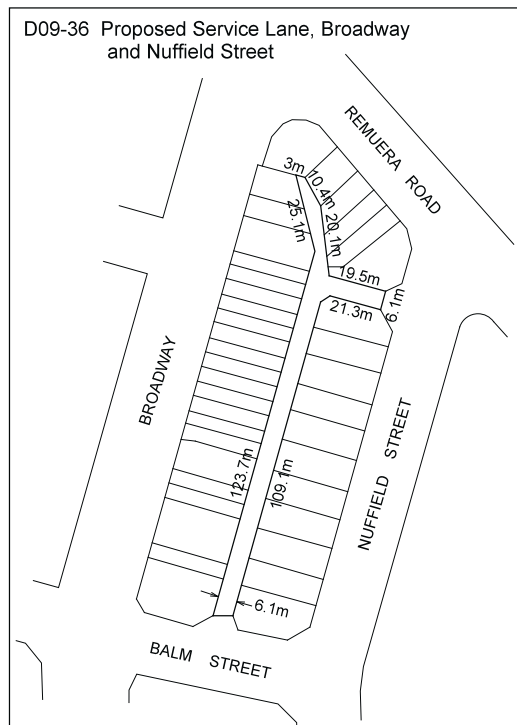 D09-36 Proposed Service Lane, Broadway
and Nuffield Street
REMUERA ROAD
3m
10.4m
25.1m
20.1m
19.5m
6.1m
21.3m
BROADWAY
NUFFIELD STREET
123.7m
109.1m
6.1m
BALM STREET